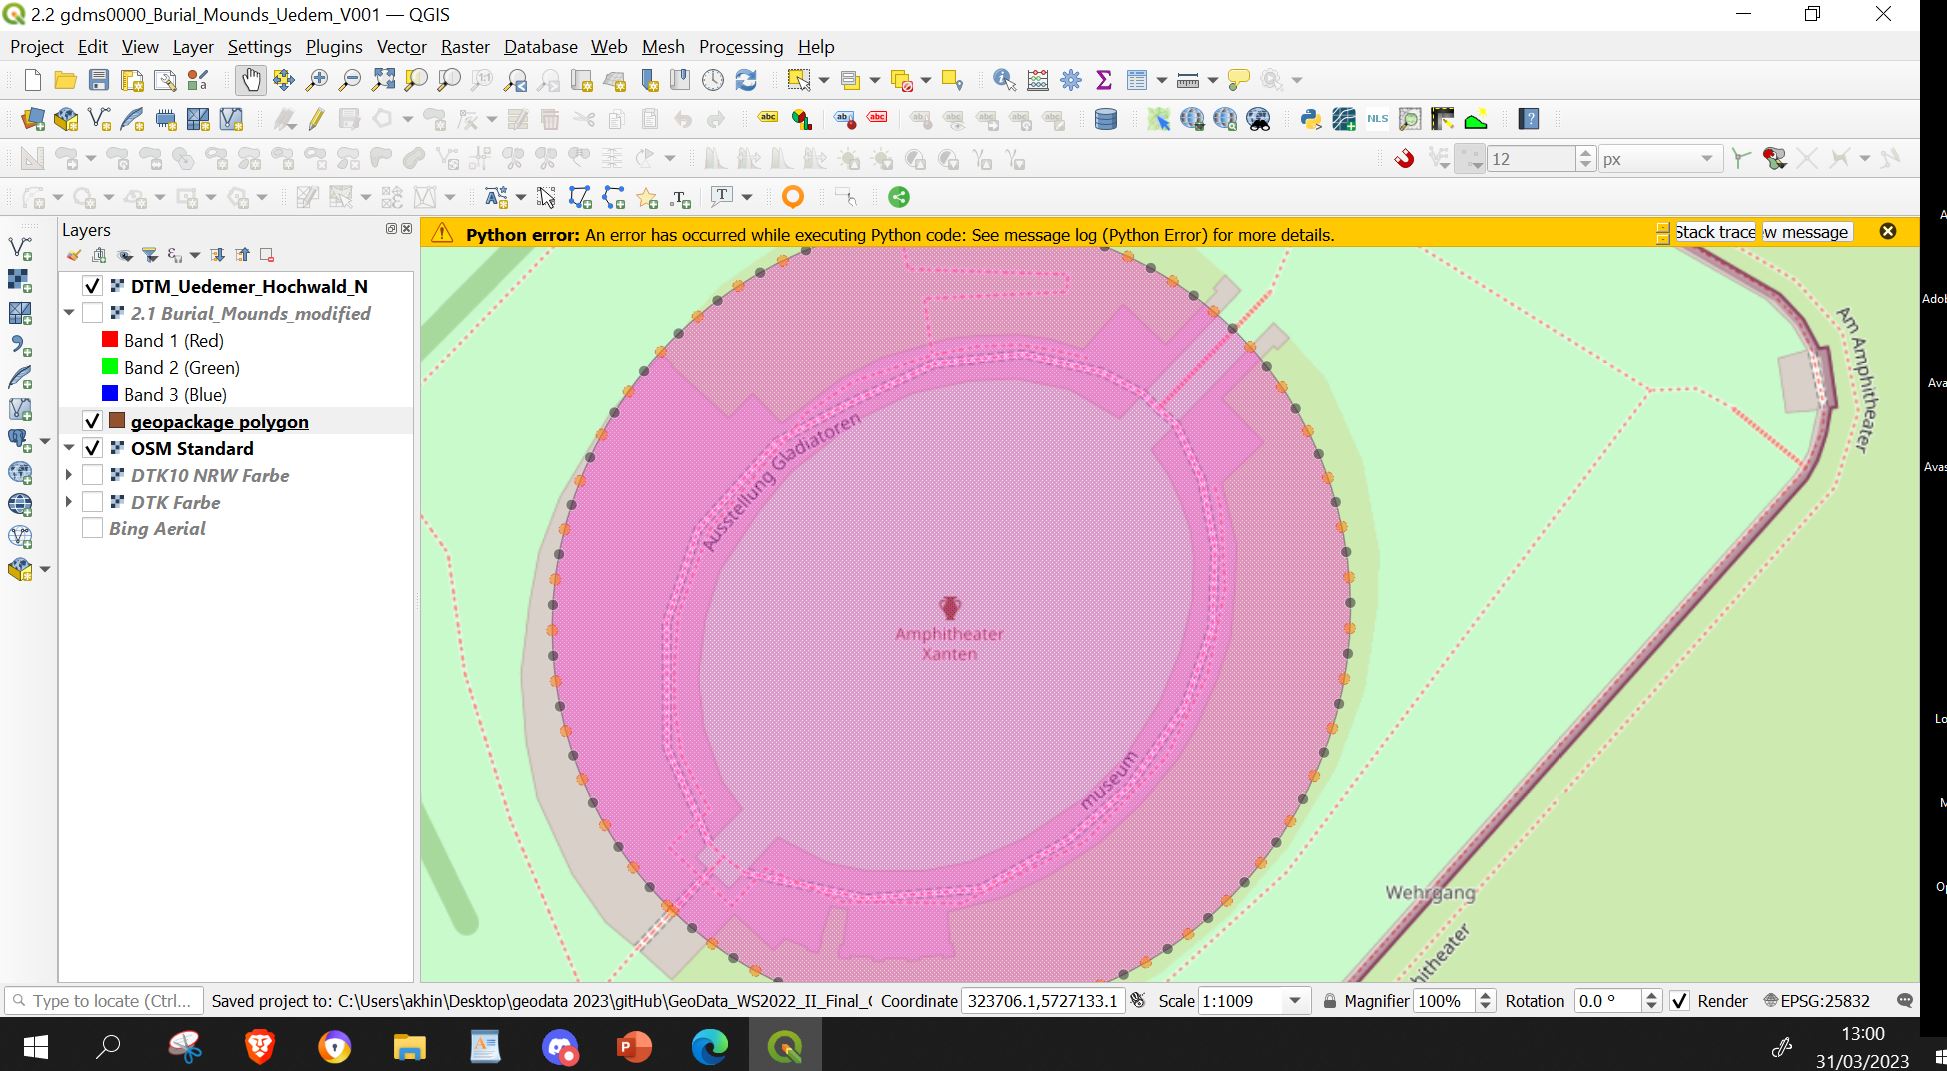 2.2 gdms0000_Burial_Mounds_Uedem_V001 — QGIS
Project Edit View Layer Settings Plugins Vector Raster Database Web Mesh Processing Help
NLS
12 px
Layers
Python error: An error has occurred while executing Python code: See message log (Python Error) for more details.
Stack trace
w message
DTM_Uedemer_Hochwald_N
2.1 Burial_Mounds_modified
Band 1 (Red)
Band 2 (Green)
Band 3 (Blue)
geopackage polygon
OSM Standard
DTK10 NRW Farbe
DTK Farbe
Bing Aerial
Am Amphitheater
Ausstellung Gladiatoren
Amphitheater
Xanten
museum
Wehrgang
hitheater
Type to locate (Ctrl... Saved project to: C:\Users\akhin\Desktop\geodata 2023\gitHub\GeoData_WS2022_II_Final_( Coordinate 323706.1,5727133.1 Scale 1:1009 Magnifier 100% Rotation 0.0 ° Render EPSG:25832
13:00
31/03/2023